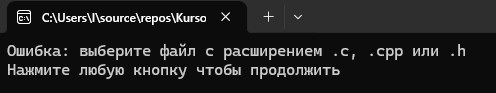 C:\Users\l\source\repos\Kurso
Ошибка: выберите файл с расширением .c, .cpp или .h
Нажмите любую кнопку чтобы продолжить